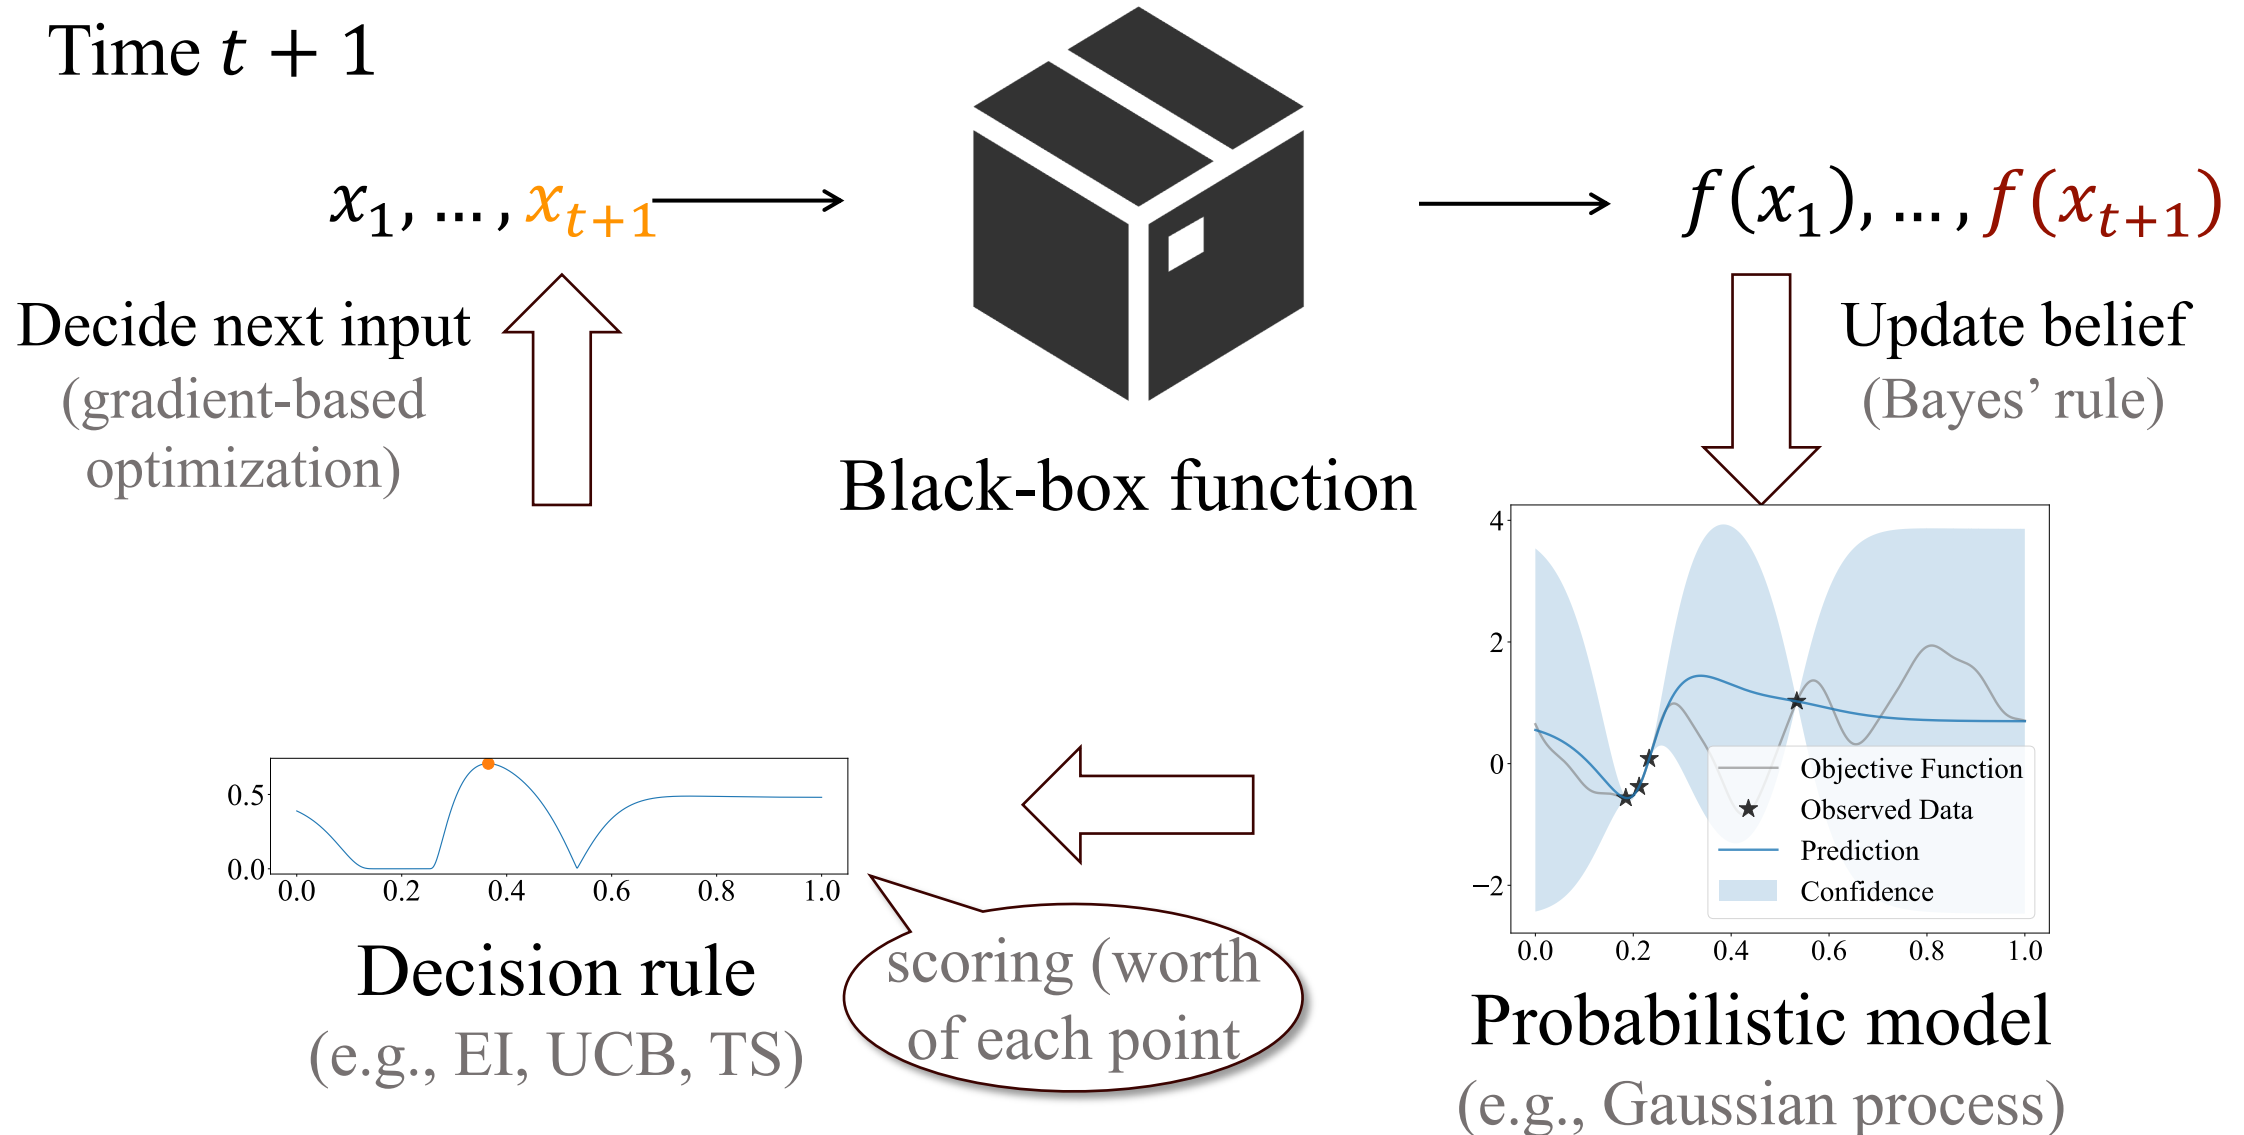 Time t + 1
x₁, …, xₜ₊₁
f(x₁), …, f(xₜ₊₁)
Decide next input
(gradient-based
optimization)
Black-box function
Update belief
(Bayes’ rule)
4
2
0
−2
0.0 0.2 0.4 0.6 0.8 1.0
Objective Function
Observed Data
Prediction
Confidence
Probabilistic model
(e.g., Gaussian process)
0.5
0.0
0.0 0.2 0.4 0.6 0.8 1.0
Decision rule
(e.g., EI, UCB, TS)
scoring (worth
of each point